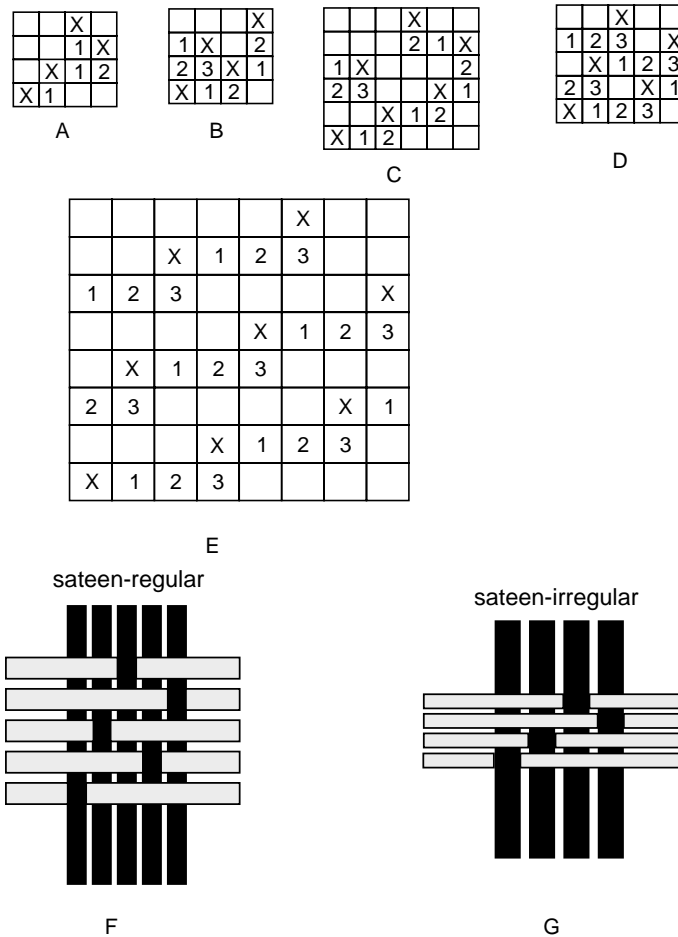 X
1 X
X 1 2
X 1
A
X
1 X 2
2 3 X 1
X 1 2
B
X
2 1 X
1 X 2
2 3 X 1
X 1 2
X 1 2
C
X
1 2 3 X
X 1 2 3
2 3 X 1
X 1 2 3
D
X
X 1 2 3
1 2 3 X
X 1 2 3
X 1 2 3
2 3 X 1
X 1 2 3
X 1 2 3
E
sateen-regular
F
sateen-irregular
G